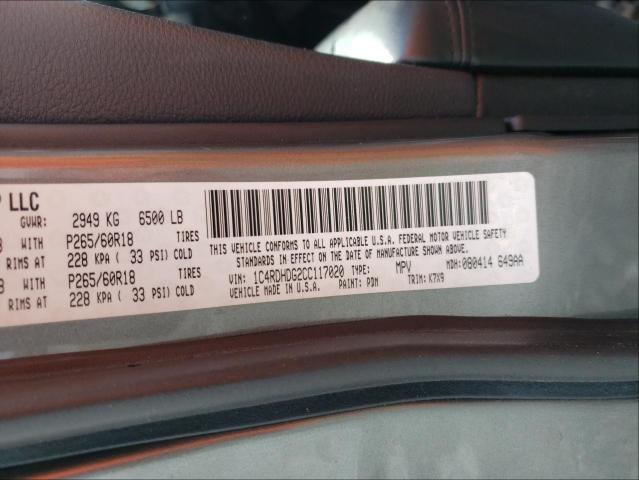 LLC
GVWR: 2949 KG 6500 LB
WITH P265/60R18 TIRES
RIMS AT 228 KPA ( 33 PSI) COLD
WITH P265/60R18 TIRES
RIMS AT 228 KPA ( 33 PSI) COLD
THIS VEHICLE CONFORMS TO ALL APPLICABLE U.S.A. FEDERAL MOTOR VEHICLE SAFETY
STANDARDS IN EFFECT ON THE DATE OF MANUFACTURE SHOWN ABOVE.
VIN: 1C4RDHDG2CC117020 TYPE: MPV MDH: 080414 649AA
VEHICLE MADE IN U.S.A. PAINT: PDM TRIM: K7X9